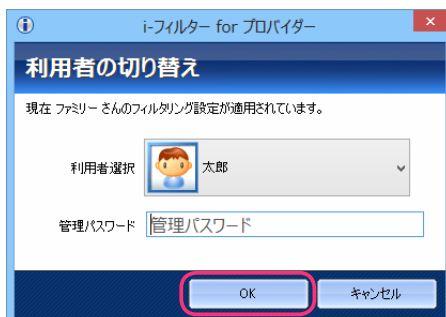 i-フィルター for プロバイダー
利用者の切り替え
現在 ファミリー さんのフィルタリング設定が適用されています。
利用者選択 太郎
管理パスワード 管理パスワード
OK キャンセル